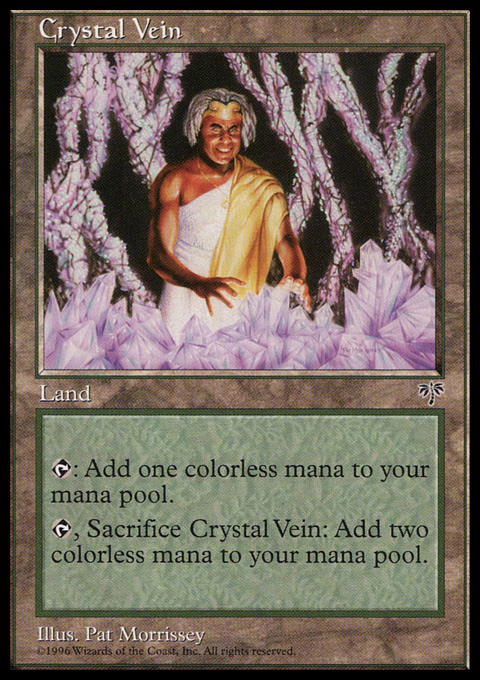 Crystal Vein
Land
: Add one colorless mana to your
mana pool.
, Sacrifice Crystal Vein: Add two
colorless mana to your mana pool.
Illus. Pat Morrissey
©1996 Wizards of the Coast, Inc. All rights reserved.